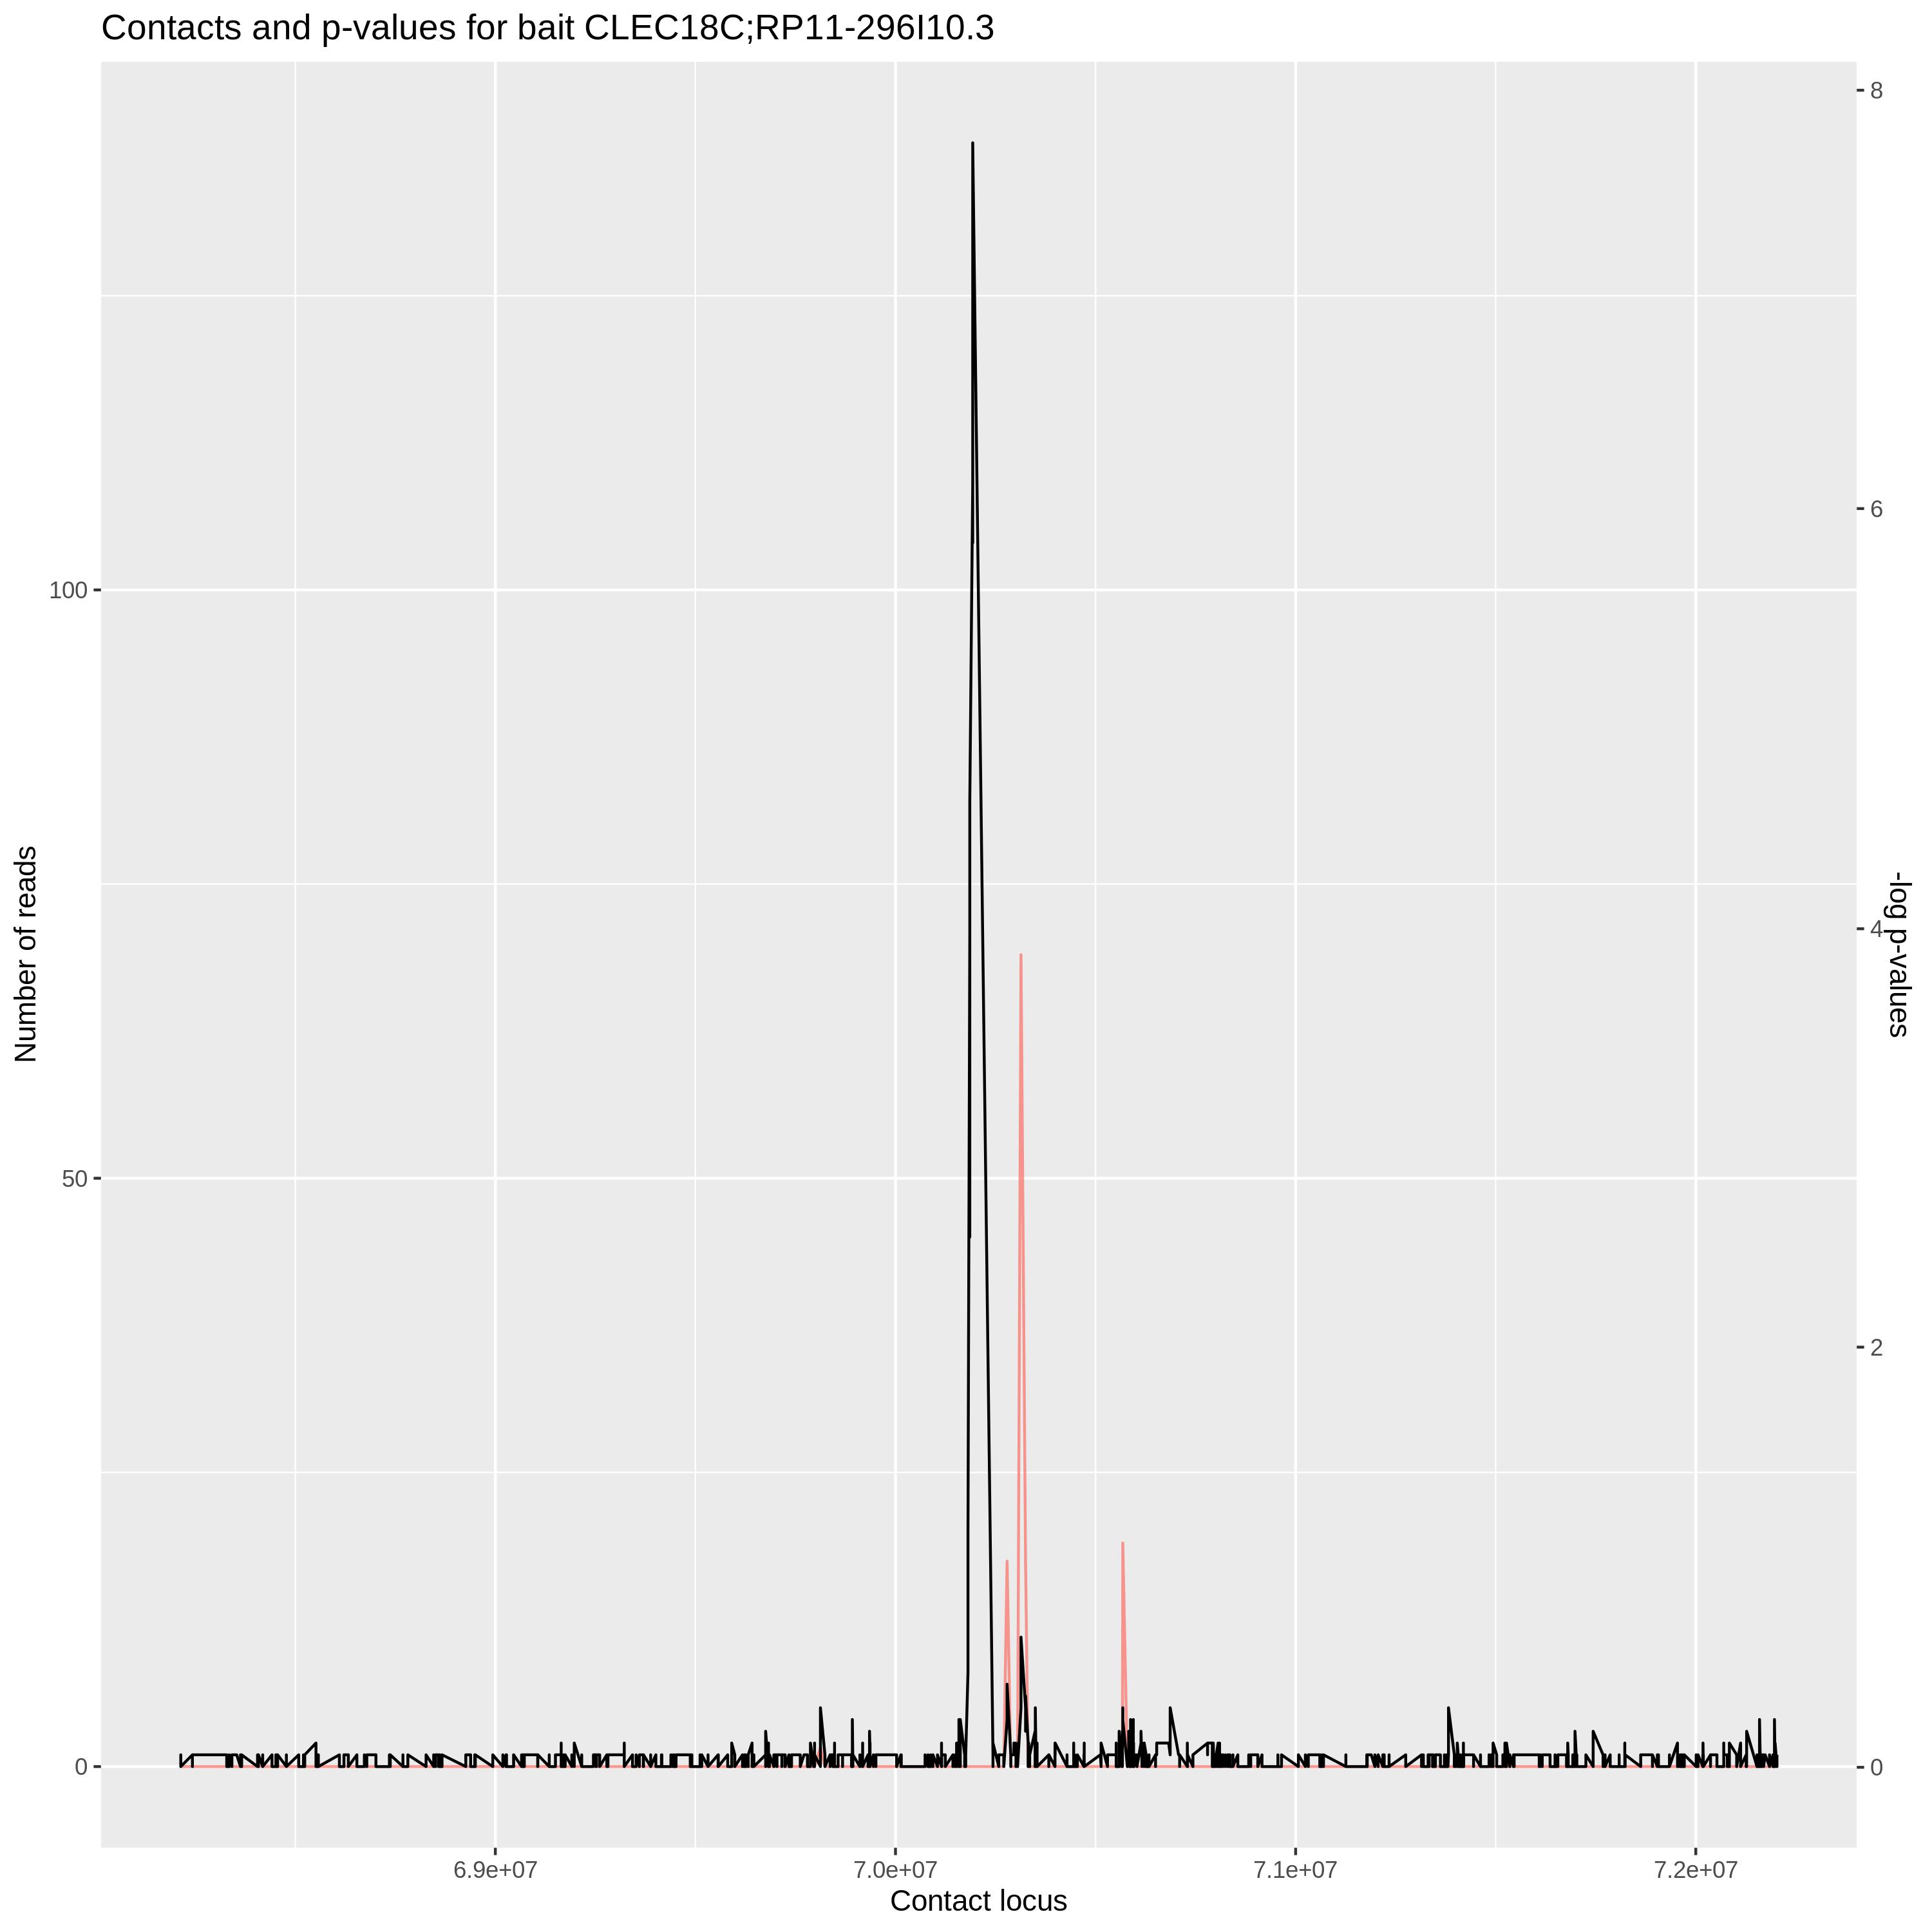 Contacts and p-values for bait CLEC18C;RP11-296I10.3
8
6
100
Number of reads
4
-log p-values
50
2
0
0
6.9e+07
7.0e+07
7.1e+07
7.2e+07
Contact locus